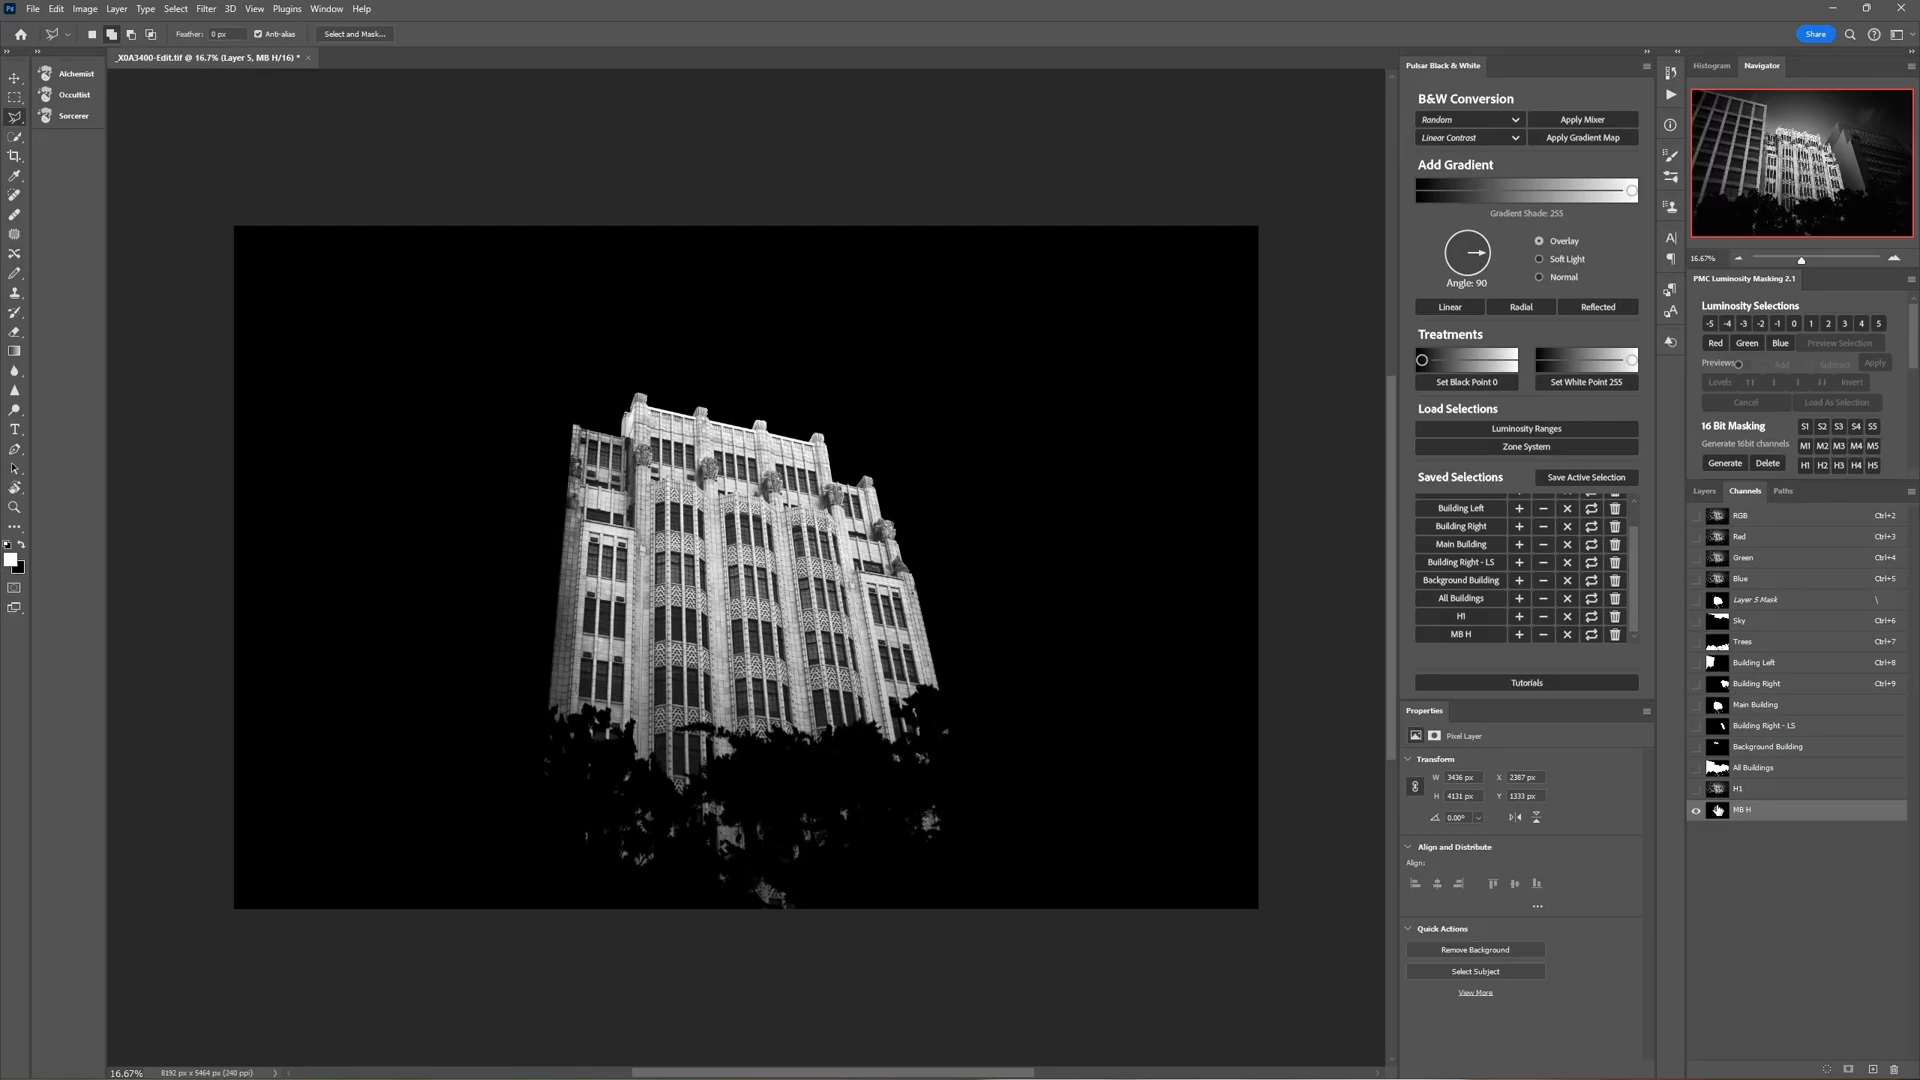 Ps File Edit Image Layer Type Select Filter 3D View Plugins Window Help
Feather: 0 px Anti-alias Select and Mask... Share
_X0A3400-Edit.tif @ 16.7% (Layer 5, MB H/16) * ×
Alchemist
Occultist
Sorcerer
16.67% 8192 px x 5464 px (240 ppi)
Pulsar Black & White
B&W Conversion
Random Apply Mixer
Linear Contrast Apply Gradient Map
Add Gradient
Gradient Shade: 255
Overlay
Soft Light
Normal
Angle: 90
Linear Radial Reflected
Treatments
Set Black Point 0 Set White Point 255
Load Selections
Luminosity Ranges
Zone System
Saved Selections Save Active Selection
Building Left
Building Right
Main Building
Building Right - LS
Background Building
All Buildings
H1
MB H
Tutorials
Properties
Pixel Layer
Transform
W 3436 px X 2387 px
H 4131 px Y 1333 px
0.00°
Align and Distribute
Align:
Quick Actions
Remove Background
Select Subject
View More
Histogram Navigator
16.67%
PMC Luminosity Masking 2.1
Luminosity Selections
-5 -4 -3 -2 -1 0 1 2 3 4 5
Red Green Blue Preview Selection
Previews Add Subtract Apply
Levels Invert
Cancel Load As Selection
16 Bit Masking S1 S2 S3 S4 S5
Generate 16bit channels M1 M2 M3 M4 M5
Generate Delete H1 H2 H3 H4 H5
Layers Channels Paths
RGB Ctrl+2
Red Ctrl+3
Green Ctrl+4
Blue Ctrl+5
Layer 5 Mask \
Sky Ctrl+6
Trees Ctrl+7
Building Left Ctrl+8
Building Right Ctrl+9
Main Building
Building Right - LS
Background Building
All Buildings
H1
MB H